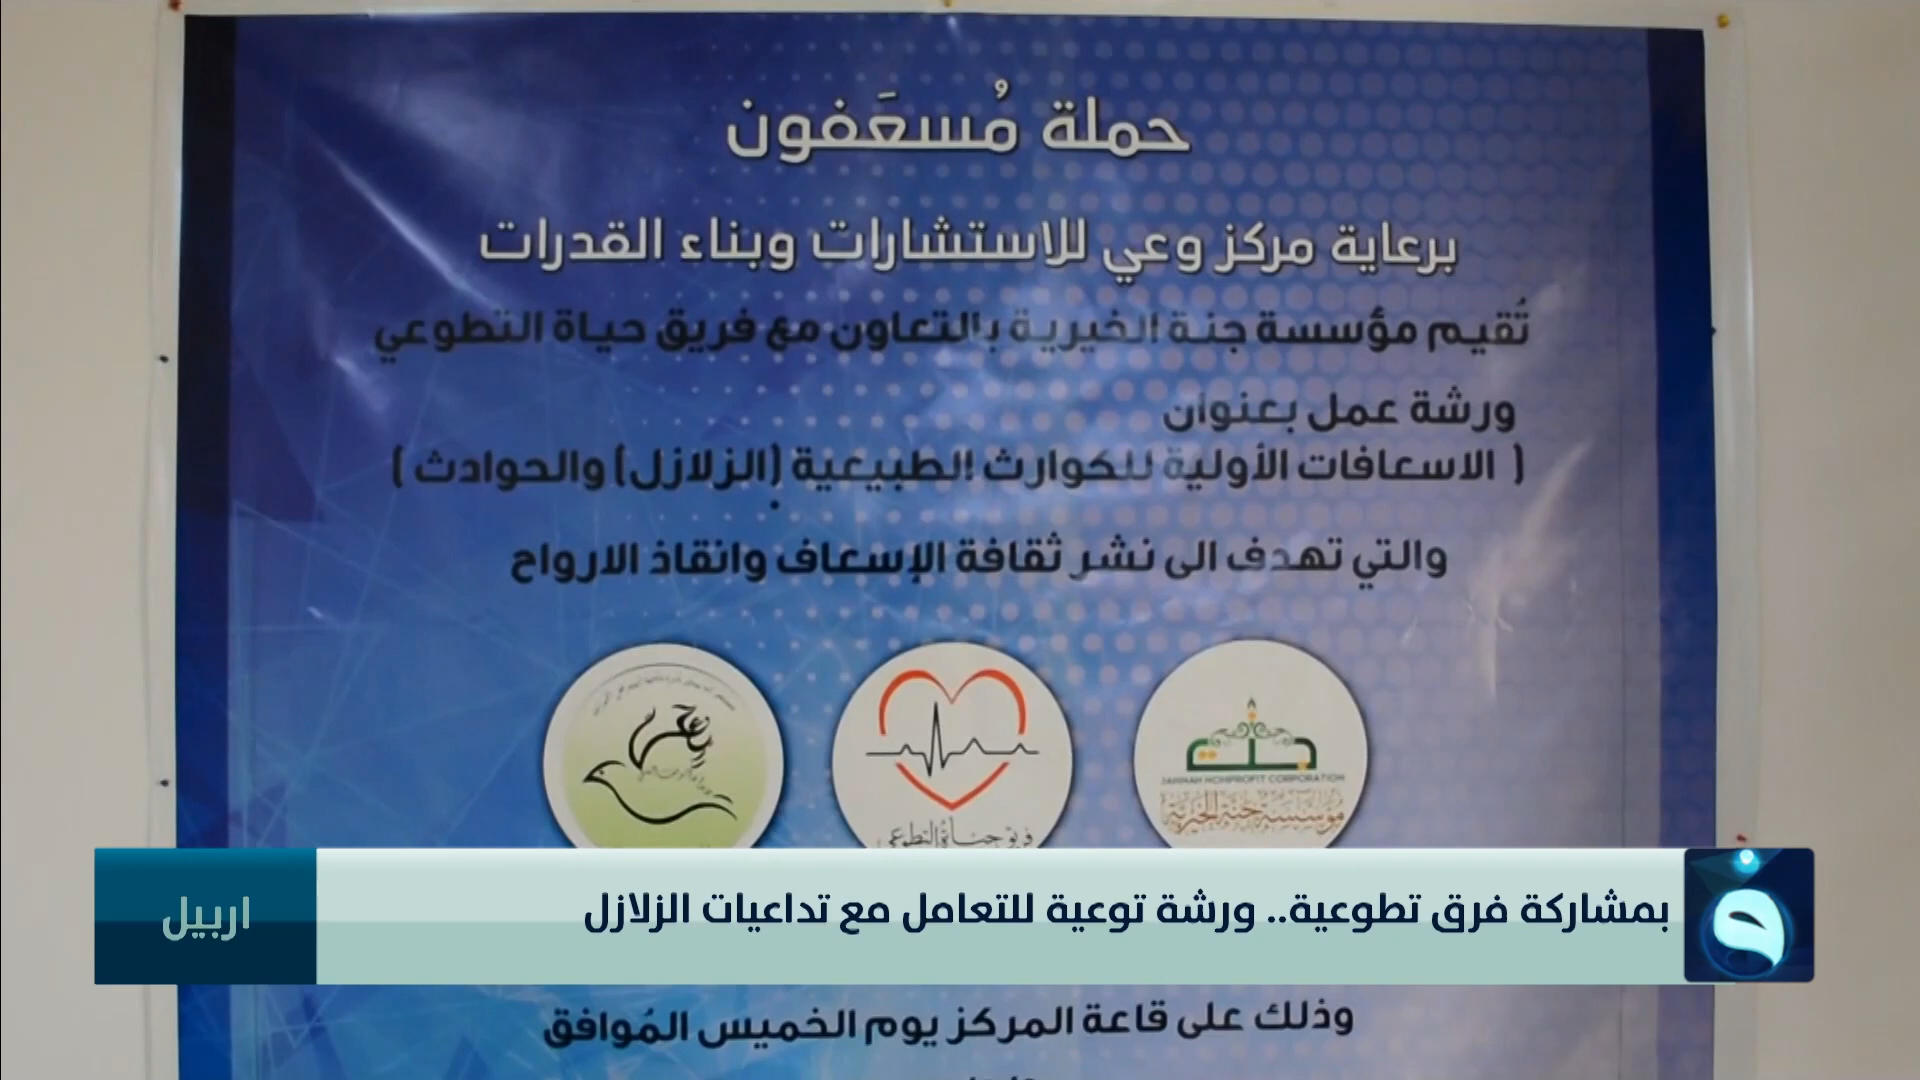 حملة مُسعَفون
برعاية مركز وعي للاستشارات وبناء القدرات
تُقيم مؤسسة جنة الخيرية بالتعاون مع فريق حياة التطوعي
ورشة عمل بعنوان
( الاسعافات الأولية للكوارث الطبيعية (الزلازل) والحوادث )
والتي تهدف الى نشر ثقافة الإسعاف وانقاذ الارواح
جنة
JANNAH NONPROFIT CORPORATION
مؤسسة جنة الخيرية
فريق حياة التطوعي
وعي
بمشاركة فرق تطوعية.. ورشة توعية للتعامل مع تداعيات الزلازل
اربيل
وذلك على قاعة المركز يوم الخميس المُوافق